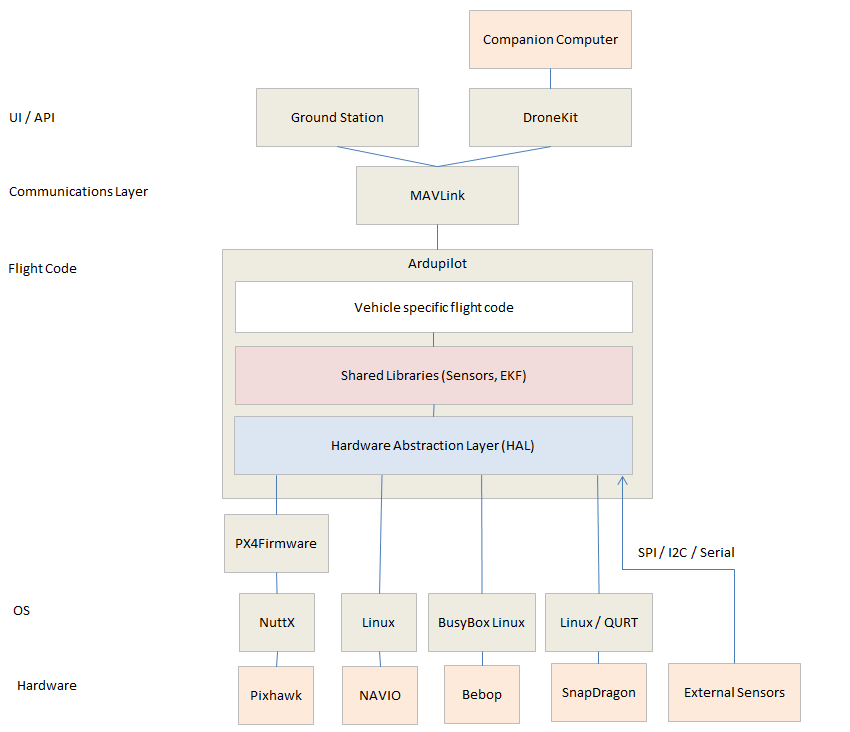 Companion Computer
UI / API
Ground Station
DroneKit
Communications Layer
MAVLink
Flight Code
Ardupilot
Vehicle specific flight code
Shared Libraries (Sensors, EKF)
Hardware Abstraction Layer (HAL)
PX4Firmware
SPI / I2C / Serial
OS
NuttX
Linux
BusyBox Linux
Linux / QURT
Hardware
Pixhawk
NAVIO
Bebop
SnapDragon
External Sensors